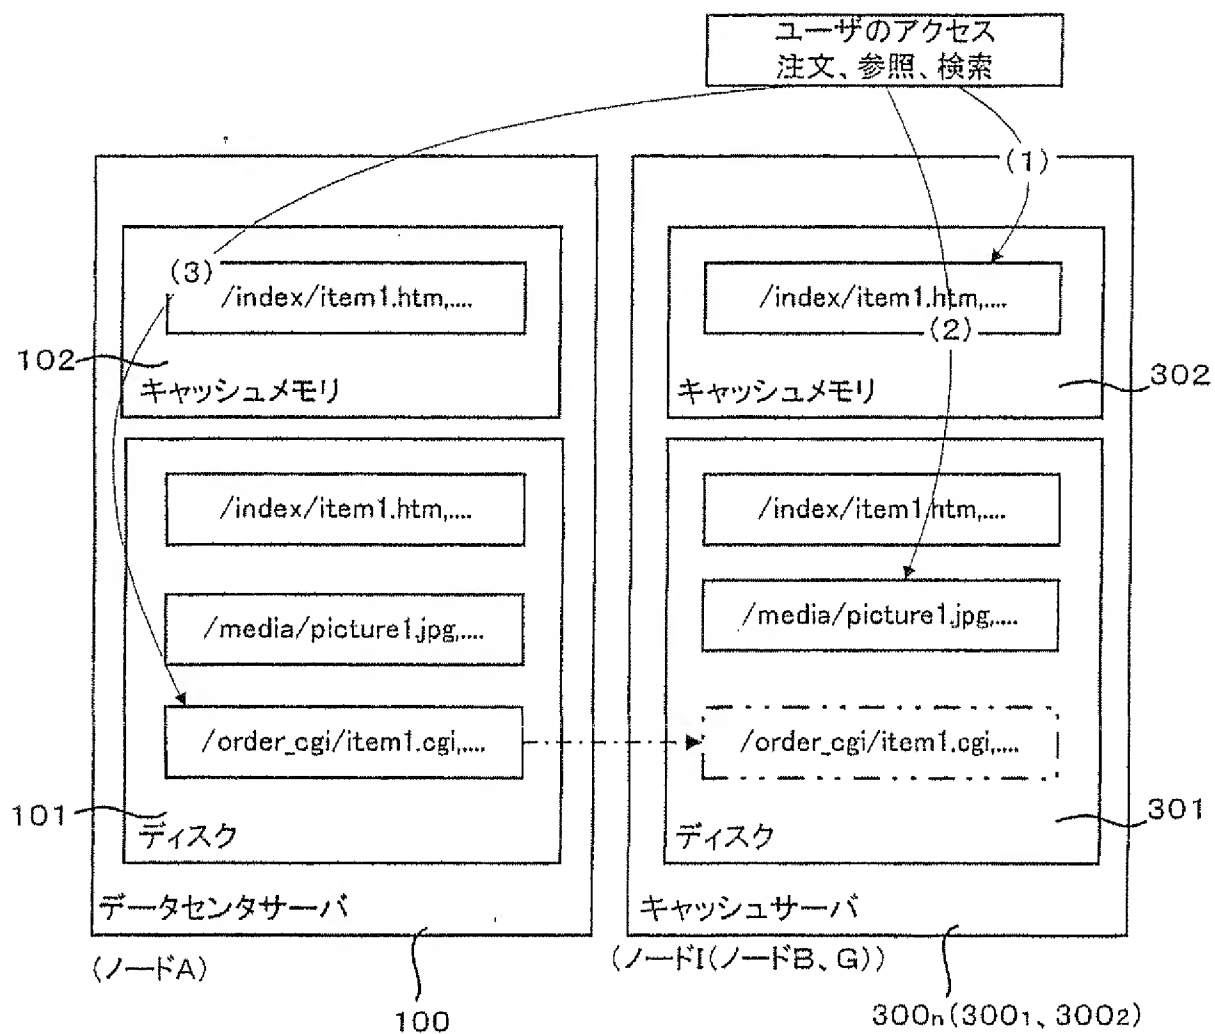 ユーザのアクセス
注文、参照、検索
(1)
(3)
/index/item1.htm,....
/index/item1.htm,....
(2)
102
キャッシュメモリ
キャッシュメモリ
302
/index/item1.htm,....
/index/item1.htm,....
/media/picture1.jpg,....
/media/picture1.jpg,....
/order_cgi/item1.cgi,....
/order_cgi/item1.cgi,....
101
ディスク
ディスク
301
データセンタサーバ
キャッシュサーバ
(ノードA)
100
(ノードI(ノードB、G))
300n(300₁、300₂)